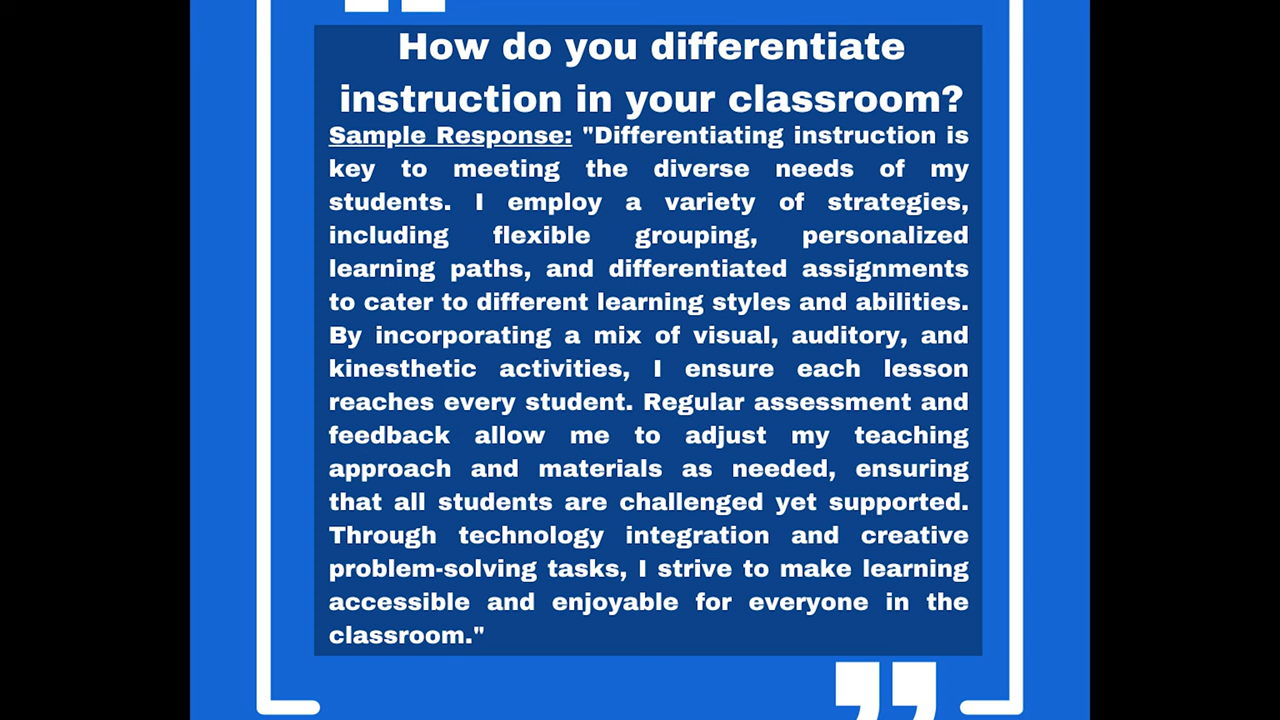 How do you differentiate
instruction in your classroom?
Sample Response: "Differentiating instruction is
key to meeting the diverse needs of my
students. I employ a variety of strategies,
including flexible grouping, personalized
learning paths, and differentiated assignments
to cater to different learning styles and abilities.
By incorporating a mix of visual, auditory, and
kinesthetic activities, I ensure each lesson
reaches every student. Regular assessment and
feedback allow me to adjust my teaching
approach and materials as needed, ensuring
that all students are challenged yet supported.
Through technology integration and creative
problem-solving tasks, I strive to make learning
accessible and enjoyable for everyone in the
classroom."